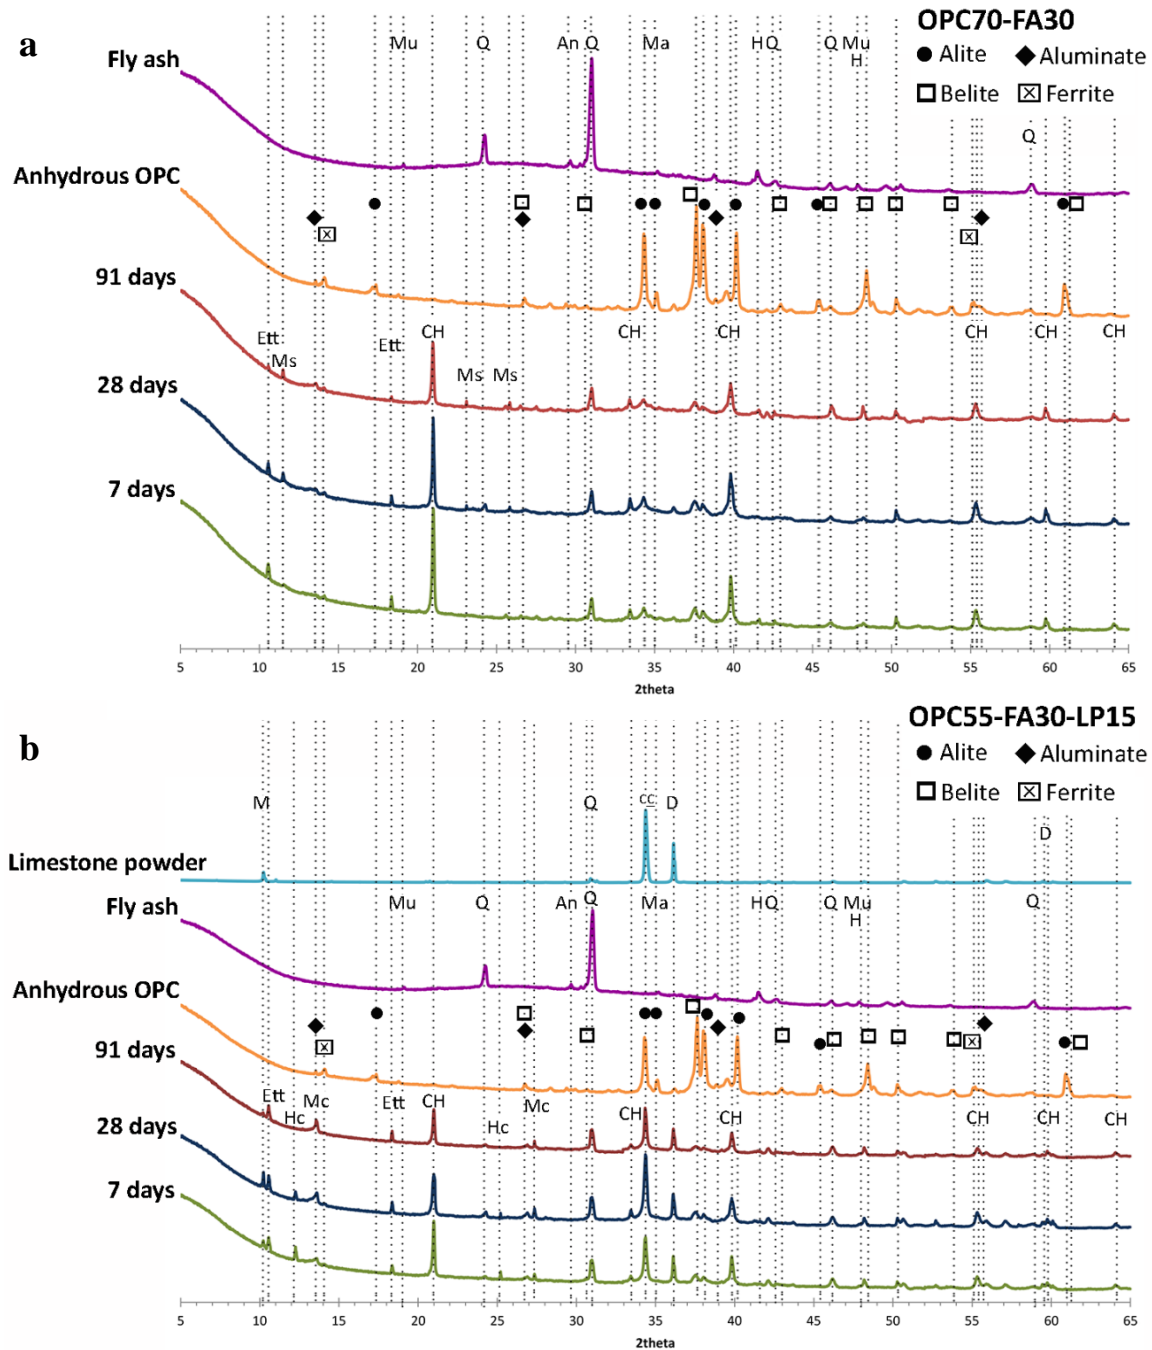 a
OPC70-FA30
Alite Aluminate
Belite Ferrite
Mu Q An Q Ma H Q Q Mu
H
Q
Fly ash
Anhydrous OPC
91 days
Ett Ms Ett CH Ms Ms CH CH CH CH CH
28 days
7 days
5 10 15 20 25 30 35 40 45 50 55 60 65
2theta
b
OPC55-FA30-LP15
Alite Aluminate
Belite Ferrite
M Q cc D D
Limestone powder
Mu Q An Q Ma H Q Q Mu Q
H
Fly ash
Anhydrous OPC
91 days
Ett Hc Mc Ett CH Hc Mc CH CH CH CH CH
28 days
7 days
5 10 15 20 25 30 35 40 45 50 55 60 65
2theta